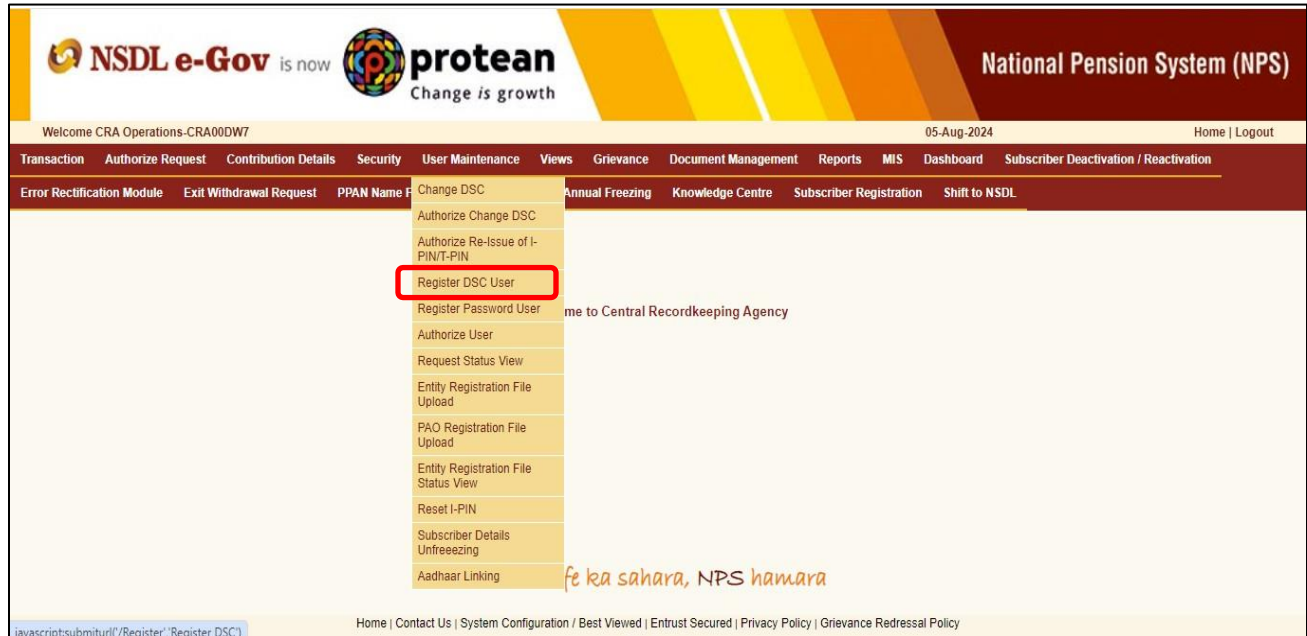 NSDL e-Gov is now protean
Change is growth
National Pension System (NPS)
Welcome CRA Operations-CRA00DW7 05-Aug-2024 Home | Logout
Transaction Authorize Request Contribution Details Security User Maintenance Views Grievance Document Management Reports MIS Dashboard Subscriber Deactivation / Reactivation
Error Rectification Module Exit Withdrawal Request PPAN Name F Annual Freezing Knowledge Centre Subscriber Registration Shift to NSDL
Change DSC
Authorize Change DSC
Authorize Re-Issue of I-
PIN/T-PIN
Register DSC User
Register Password User
me to Central Recordkeeping Agency
Authorize User
Request Status View
Entity Registration File
Upload
PAO Registration File
Upload
Entity Registration File
Status View
Reset I-PIN
Subscriber Details
Unfreeezing
Aadhaar Linking
fe ka sahara, NPS hamara
Home | Contact Us | System Configuration / Best Viewed | Entrust Secured | Privacy Policy | Grievance Redressal Policy
javascript:submiturl('/Register','Register DSC')